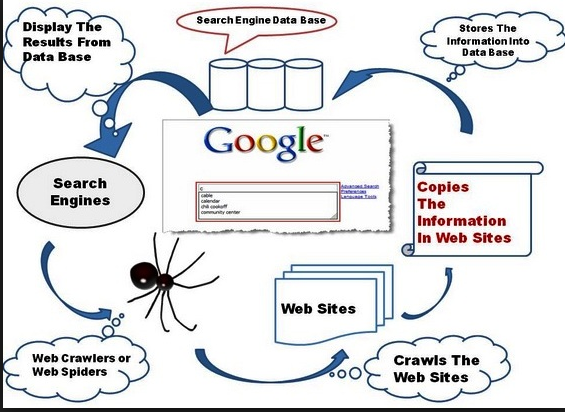 Display The
Results From
Data Base
Search Engine Data Base
Stores The
Information Into
Data Base
Google™
c
cable
calendar
chili cookoff
community center
Advanced Search
Preferences
Language Tools
Search
Engines
Copies
The
Information
In Web Sites
Web Sites
Web Crawlers or
Web Spiders
Crawls The
Web Sites